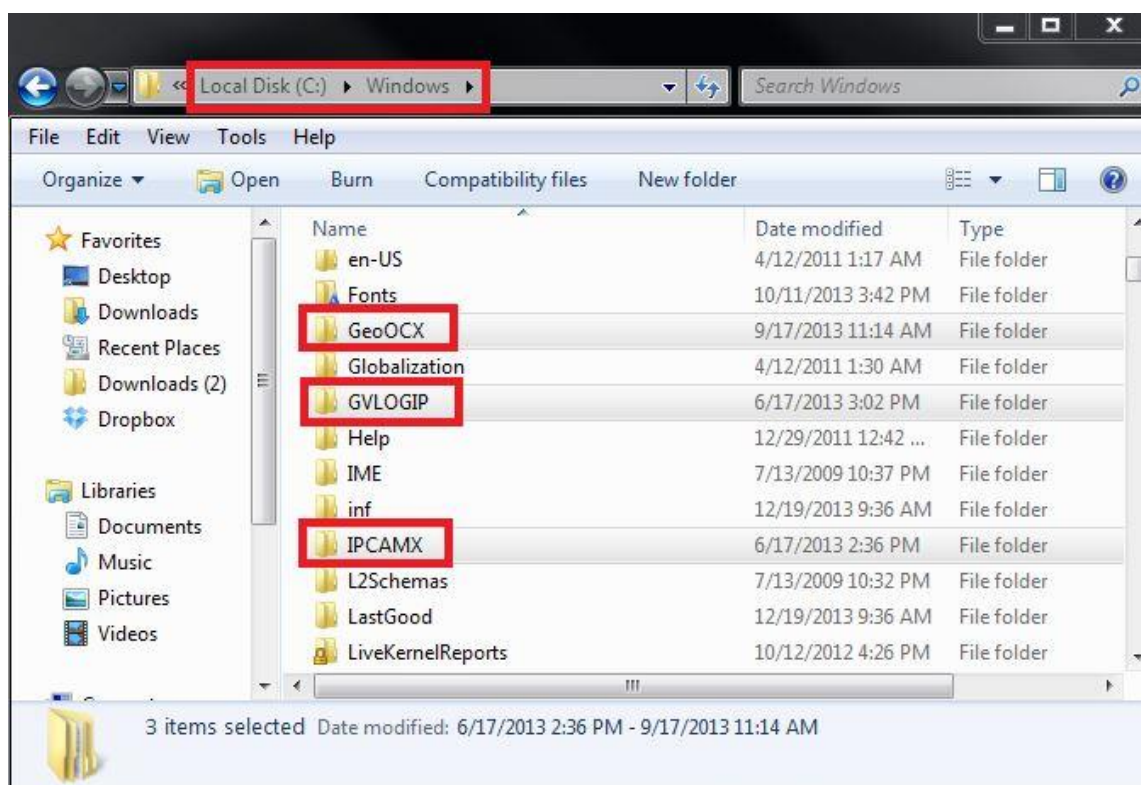 « Local Disk (C:) ▸ Windows ▸
Search Windows
File Edit View Tools Help
Organize Open Burn Compatibility files New folder
Name Date modified Type
en-US 4/12/2011 1:17 AM File folder
Fonts 10/11/2013 3:42 PM File folder
GeoOCX 9/17/2013 11:14 AM File folder
Globalization 4/12/2011 1:30 AM File folder
GVLOGIP 6/17/2013 3:02 PM File folder
Help 12/29/2011 12:42 ... File folder
IME 7/13/2009 10:37 PM File folder
inf 12/19/2013 9:36 AM File folder
IPCAMX 6/17/2013 2:36 PM File folder
L2Schemas 7/13/2009 10:32 PM File folder
LastGood 12/19/2013 9:36 AM File folder
LiveKernelReports 10/12/2012 4:26 PM File folder
Favorites
Desktop
Downloads
Recent Places
Downloads (2)
Dropbox
Libraries
Documents
Music
Pictures
Videos
3 items selected Date modified: 6/17/2013 2:36 PM - 9/17/2013 11:14 AM